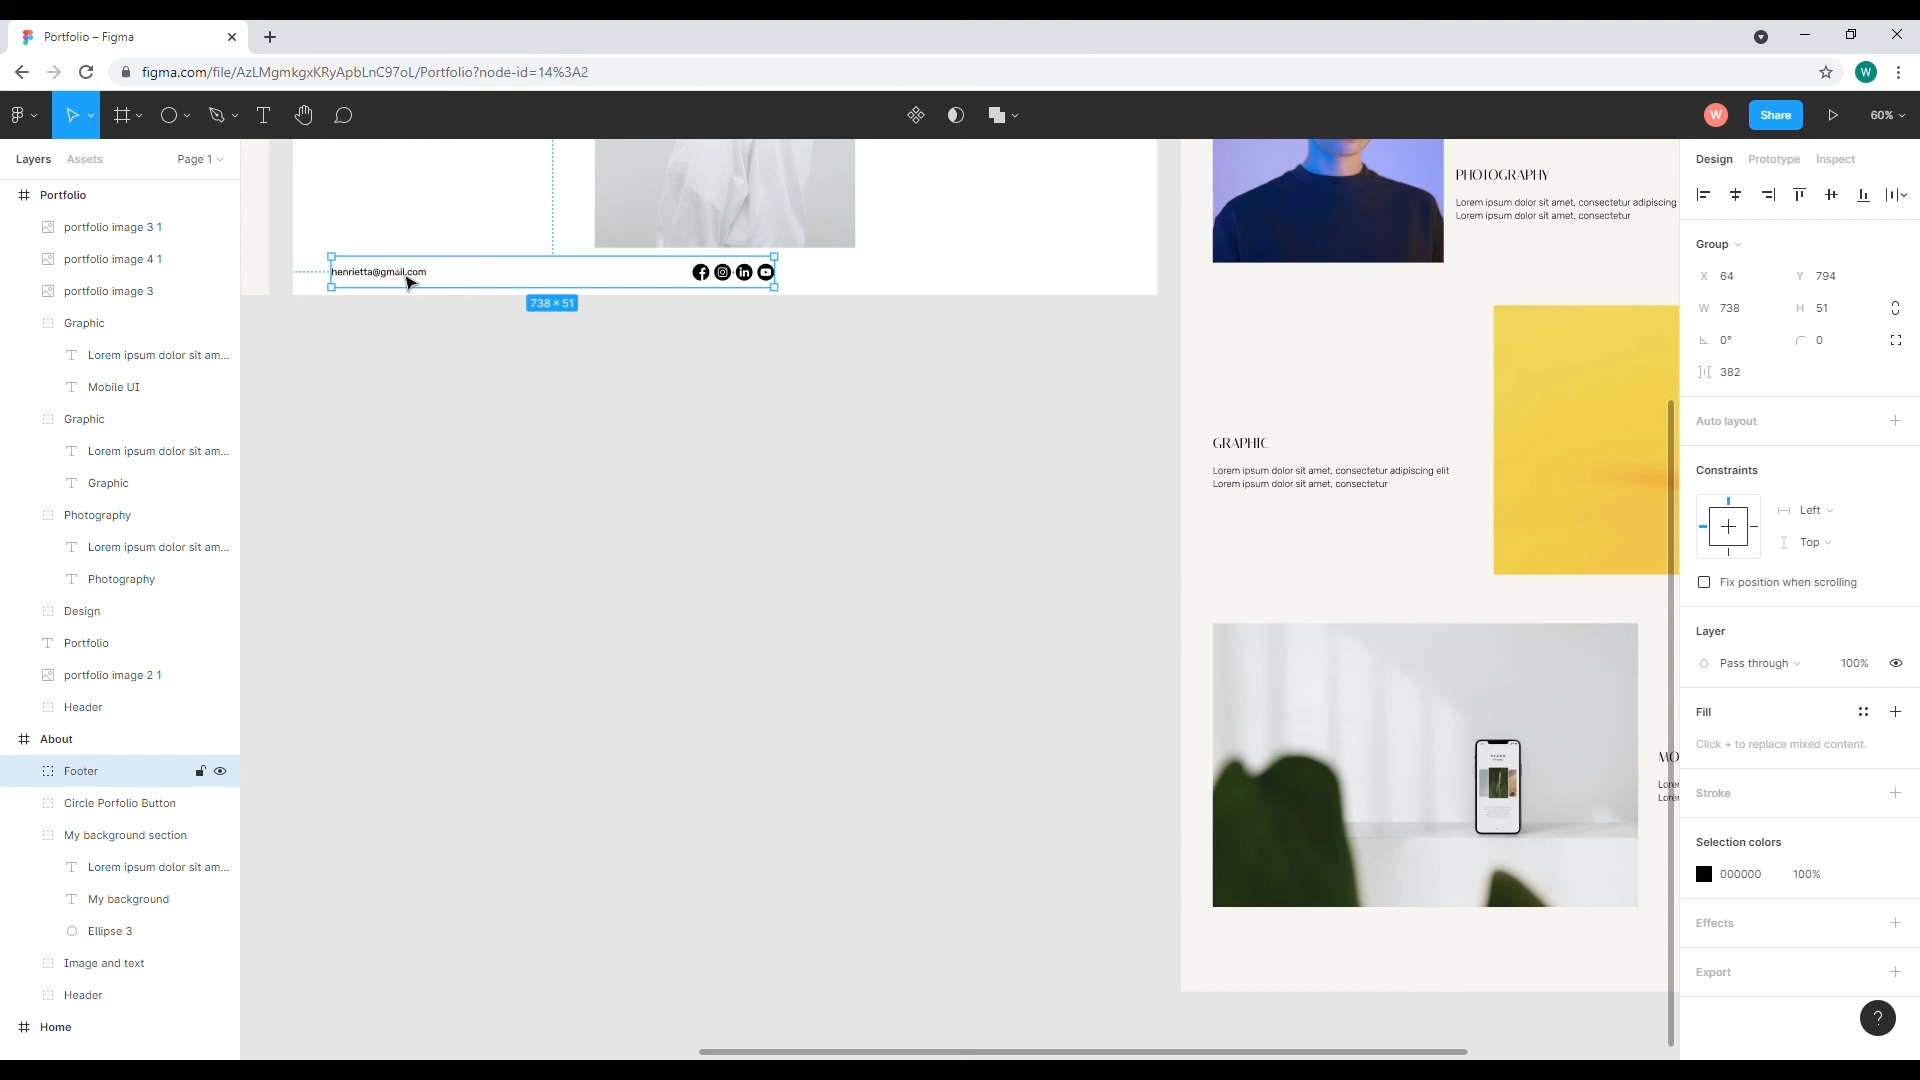 Portfolio – Figma
figma.com/file/AzLMgmkgxKRyApbLnC97oL/Portfolio?node-id=14%3A2
W
W
Share
60%
Layers
Assets
Page 1
Portfolio
portfolio image 3 1
portfolio image 4 1
portfolio image 3
Graphic
Lorem ipsum dolor sit am...
Mobile UI
Graphic
Lorem ipsum dolor sit am...
Graphic
Photography
Lorem ipsum dolor sit am...
Photography
Design
Portfolio
portfolio image 2 1
Header
About
Footer
Circle Porfolio Button
My background section
Lorem ipsum dolor sit am...
My background
Ellipse 3
Image and text
Header
Home
henrietta@gmail.com
738 × 51
PHOTOGRAPHY
Lorem ipsum dolor sit amet, consectetur adipiscing
Lorem ipsum dolor sit amet, consectetur
GRAPHIC
Lorem ipsum dolor sit amet, consectetur adipiscing elit
Lorem ipsum dolor sit amet, consectetur
MO
Lorem
Lorem
Design
Prototype
Inspect
Group
X 64
Y 794
W 738
H 51
0°
0
382
Auto layout
Constraints
Left
Top
Fix position when scrolling
Layer
Pass through
100%
Fill
Click + to replace mixed content.
Stroke
Selection colors
000000
100%
Effects
Export
?